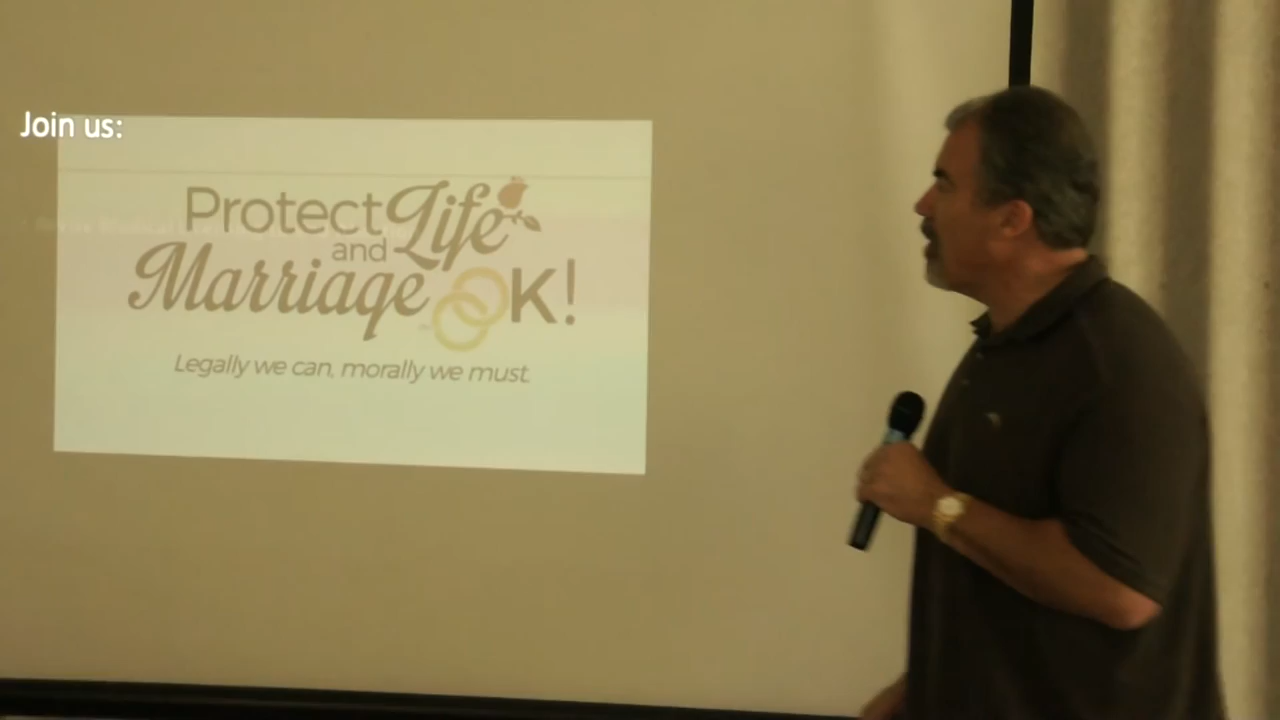 Join us:
Protect Life
and
Marriage OK!
Legally we can, morally we must.